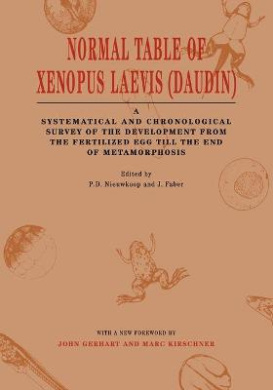 NORMAL TABLE OF
XENOPUS LAEVIS (DAUDIN)
A
SYSTEMATICAL AND CHRONOLOGICAL
SURVEY OF THE DEVELOPMENT FROM
THE FERTILIZED EGG TILL THE END
OF METAMORPHOSIS
Edited by
P.D. Nieuwkoop and J. Faber
WITH A NEW FOREWORD BY
JOHN GERHART AND MARC KIRSCHNER